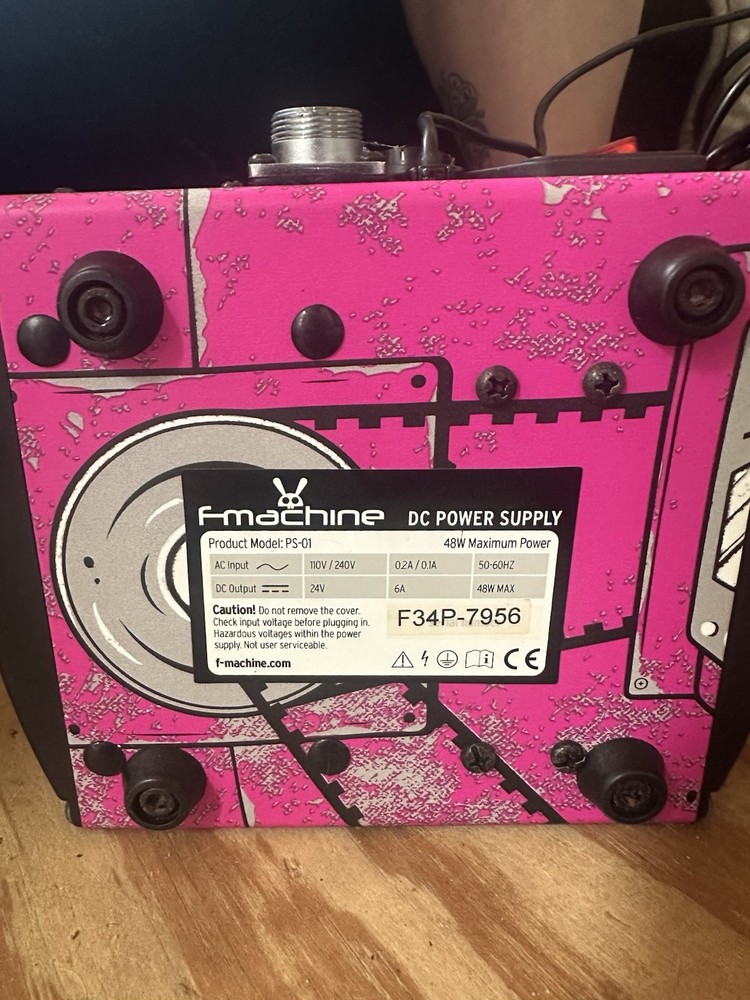 f-machine DC POWER SUPPLY
Product Model: PS-01 48W Maximum Power
AC Input 110V / 240V 0.2A / 0.1A 50-60HZ
DC Output 24V 6A 48W MAX
Caution! Do not remove the cover.
Check input voltage before plugging in.
Hazardous voltages within the power
supply. Not user serviceable.
F34P-7956
f-machine.com
CE